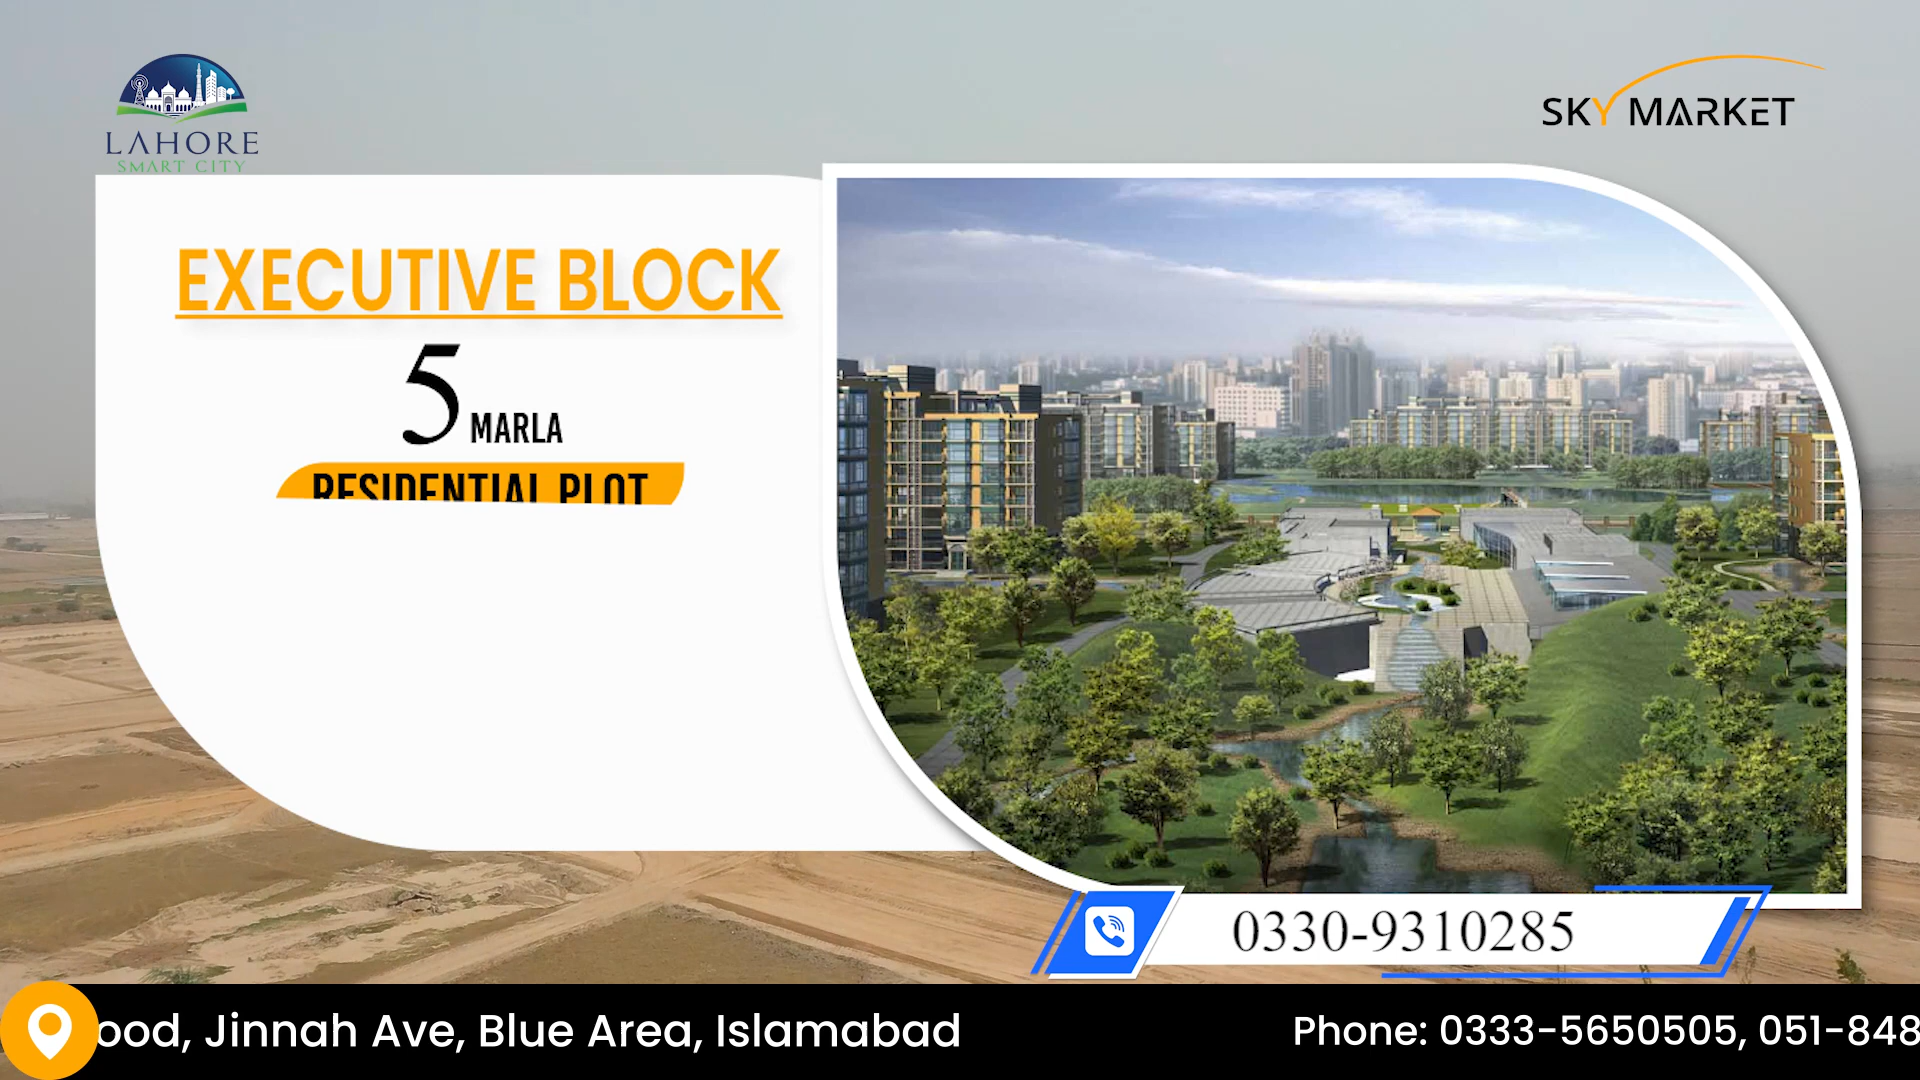 LAHORE
SMART CITY
SKY MARKET
EXECUTIVE BLOCK
5 MARLA
RESIDENTIAL PLOT
0330-9310285
Jinnah Ave, Blue Area, Islamabad
Phone: 0333-5650505, 051-848